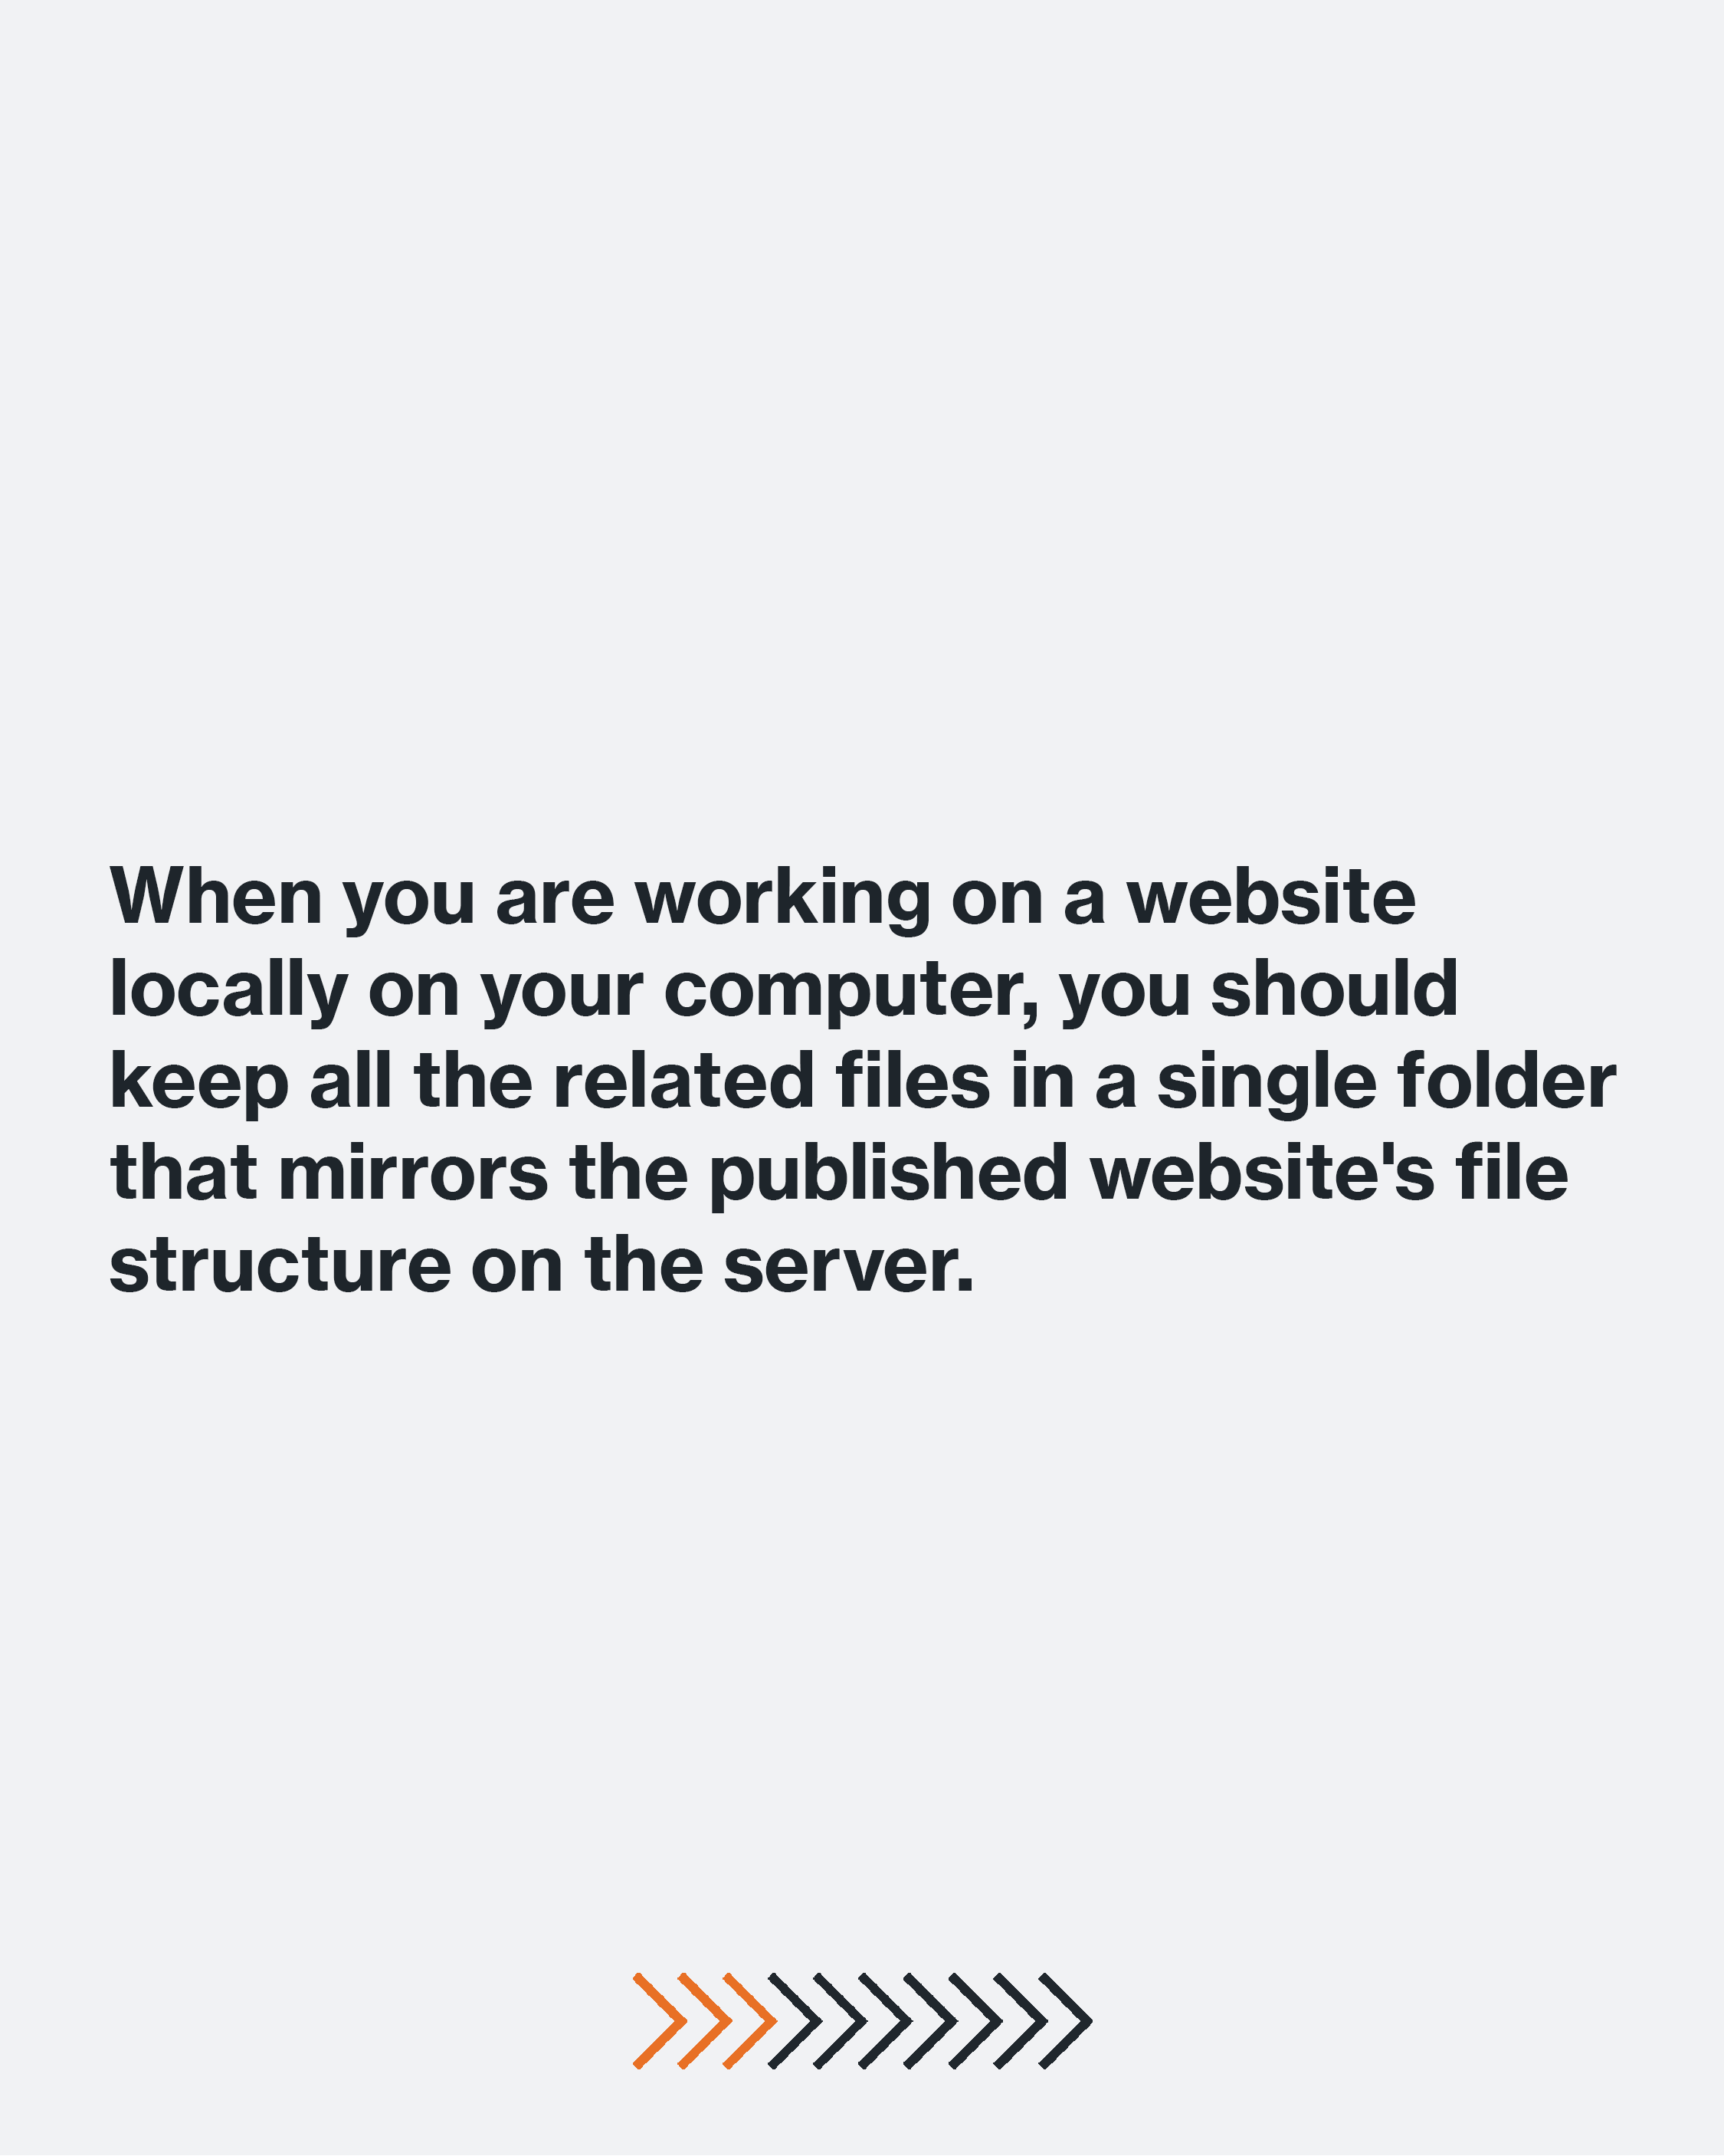 When you are working on a website
locally on your computer, you should
keep all the related files in a single folder
that mirrors the published website's file
structure on the server.